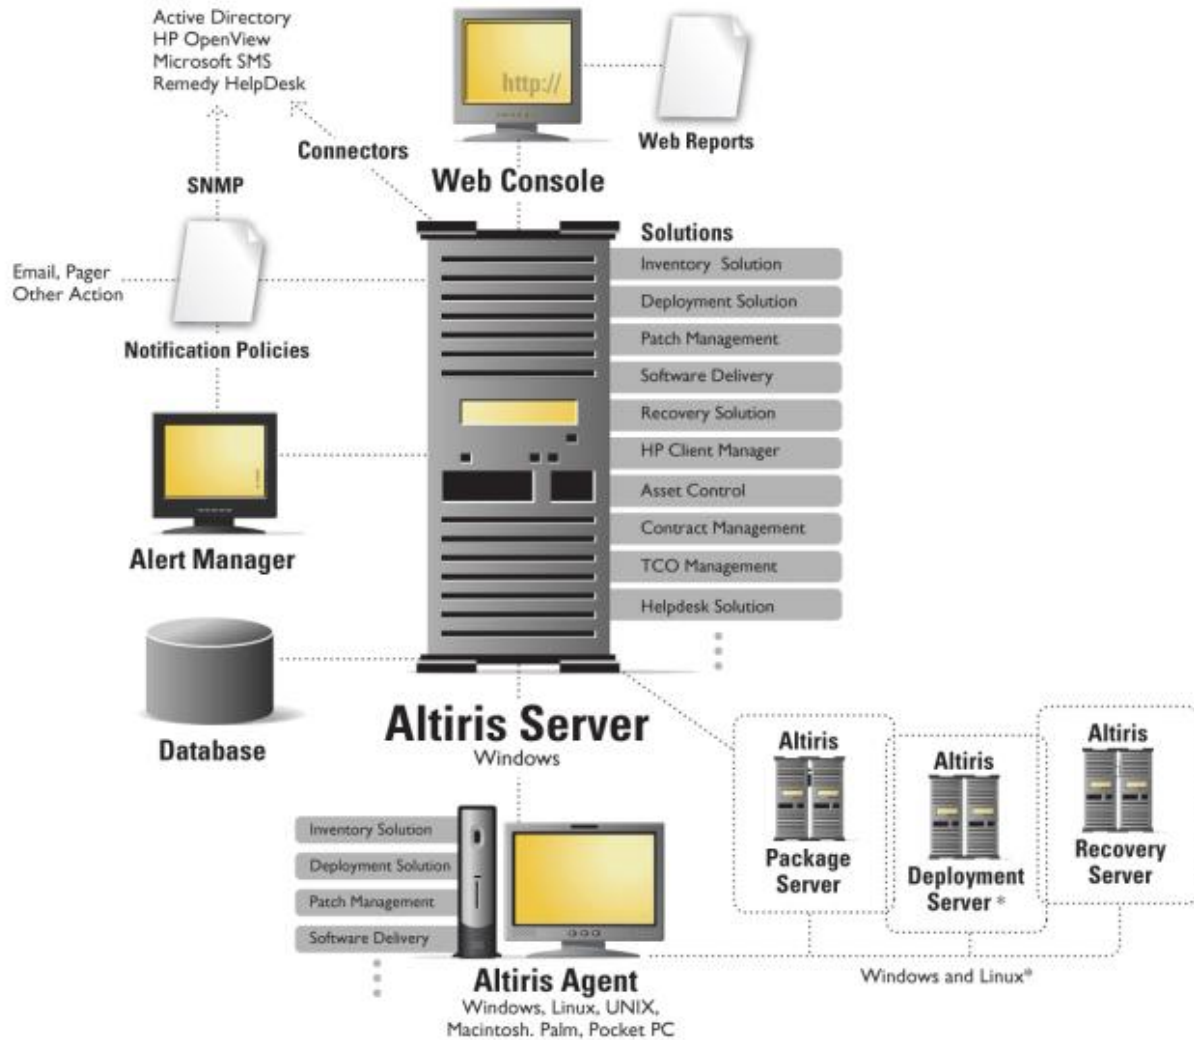 Active Directory
HP OpenView
Microsoft SMS
Remedy HelpDesk
http://
Web Reports
Connectors
Web Console
SNMP
Solutions
Inventory Solution
Deployment Solution
Patch Management
Software Delivery
Recovery Solution
HP Client Manager
Asset Control
Contract Management
TCO Management
Helpdesk Solution
Email, Pager
Other Action
Notification Policies
Alert Manager
Database
Altiris Server
Windows
Inventory Solution
Deployment Solution
Patch Management
Software Delivery
Altiris Agent
Windows, Linux, UNIX,
Macintosh. Palm, Pocket PC
Altiris
Package
Server
Altiris
Deployment
Server *
Altiris
Recovery
Server
Windows and Linux*